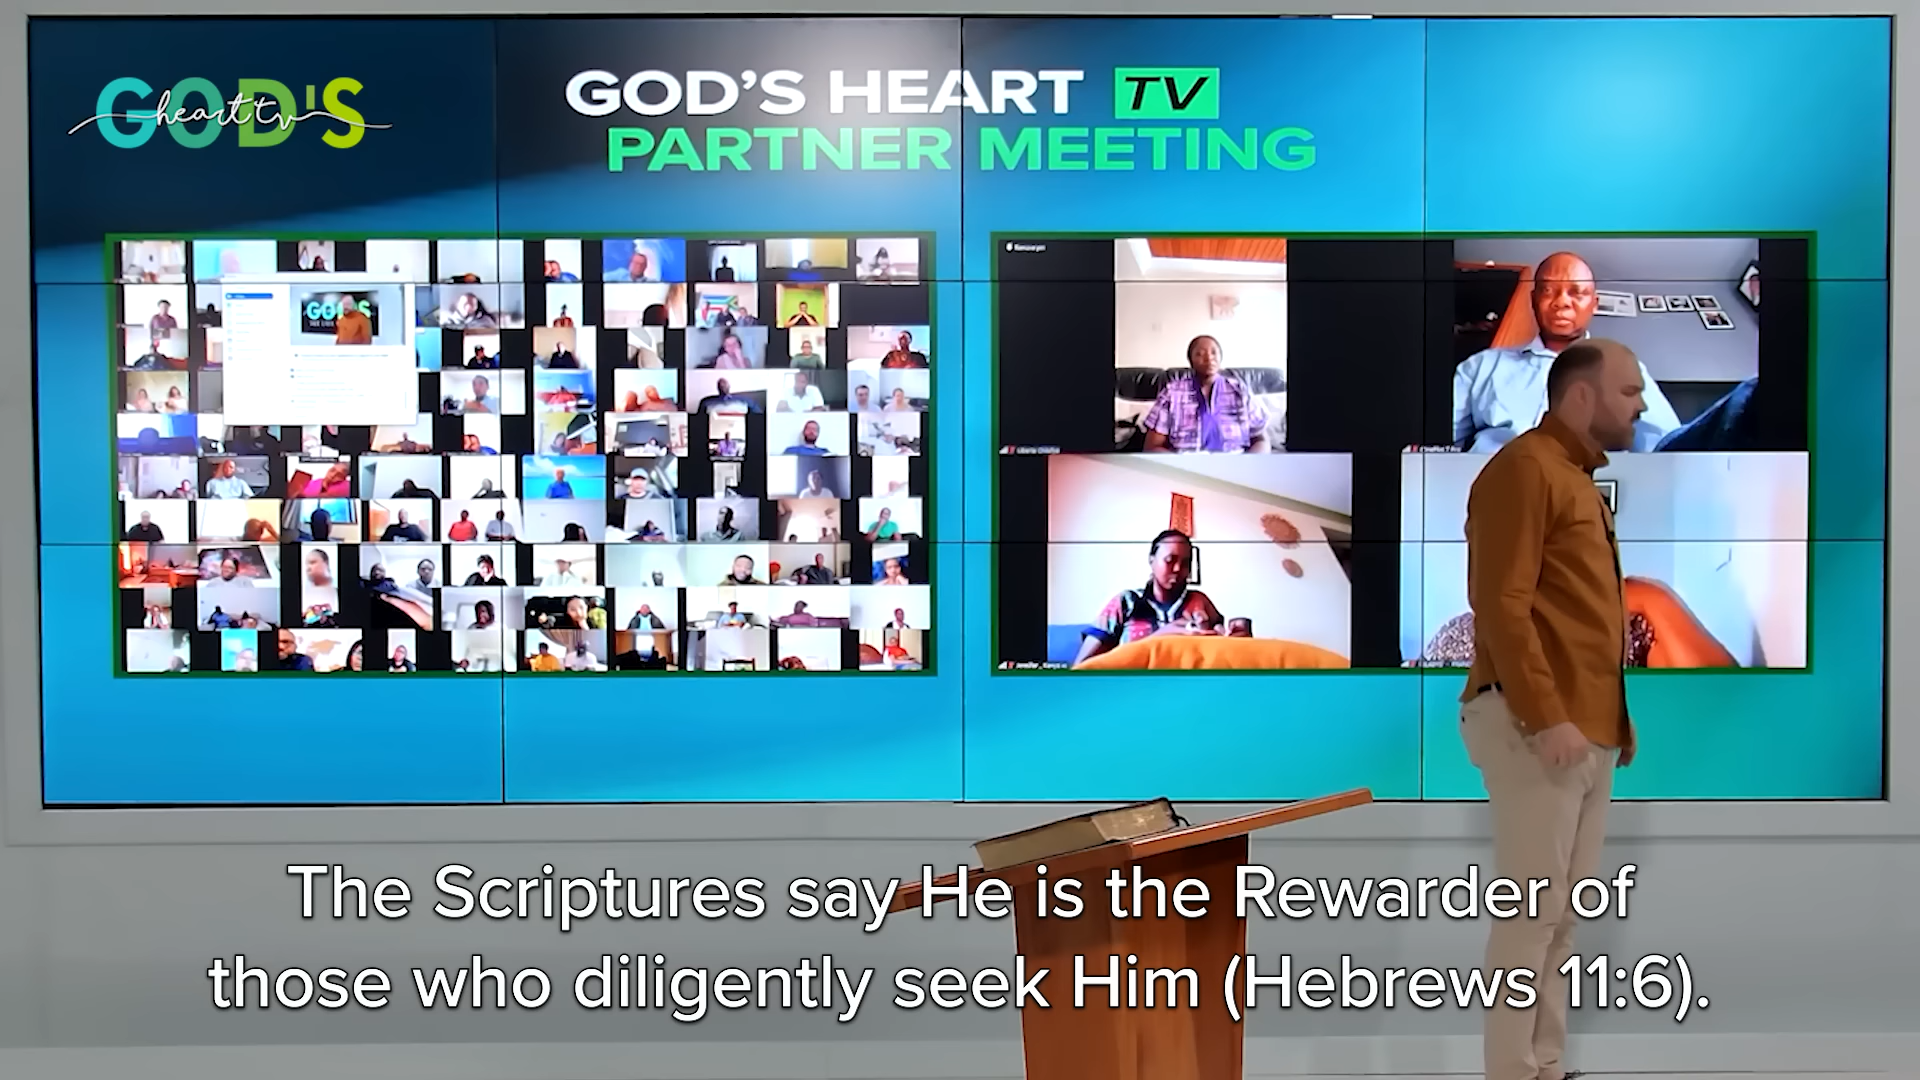 GOD'S
heart tv
GOD'S HEART TV
PARTNER MEETING
The Scriptures say He is the Rewarder of
those who diligently seek Him (Hebrews 11:6).